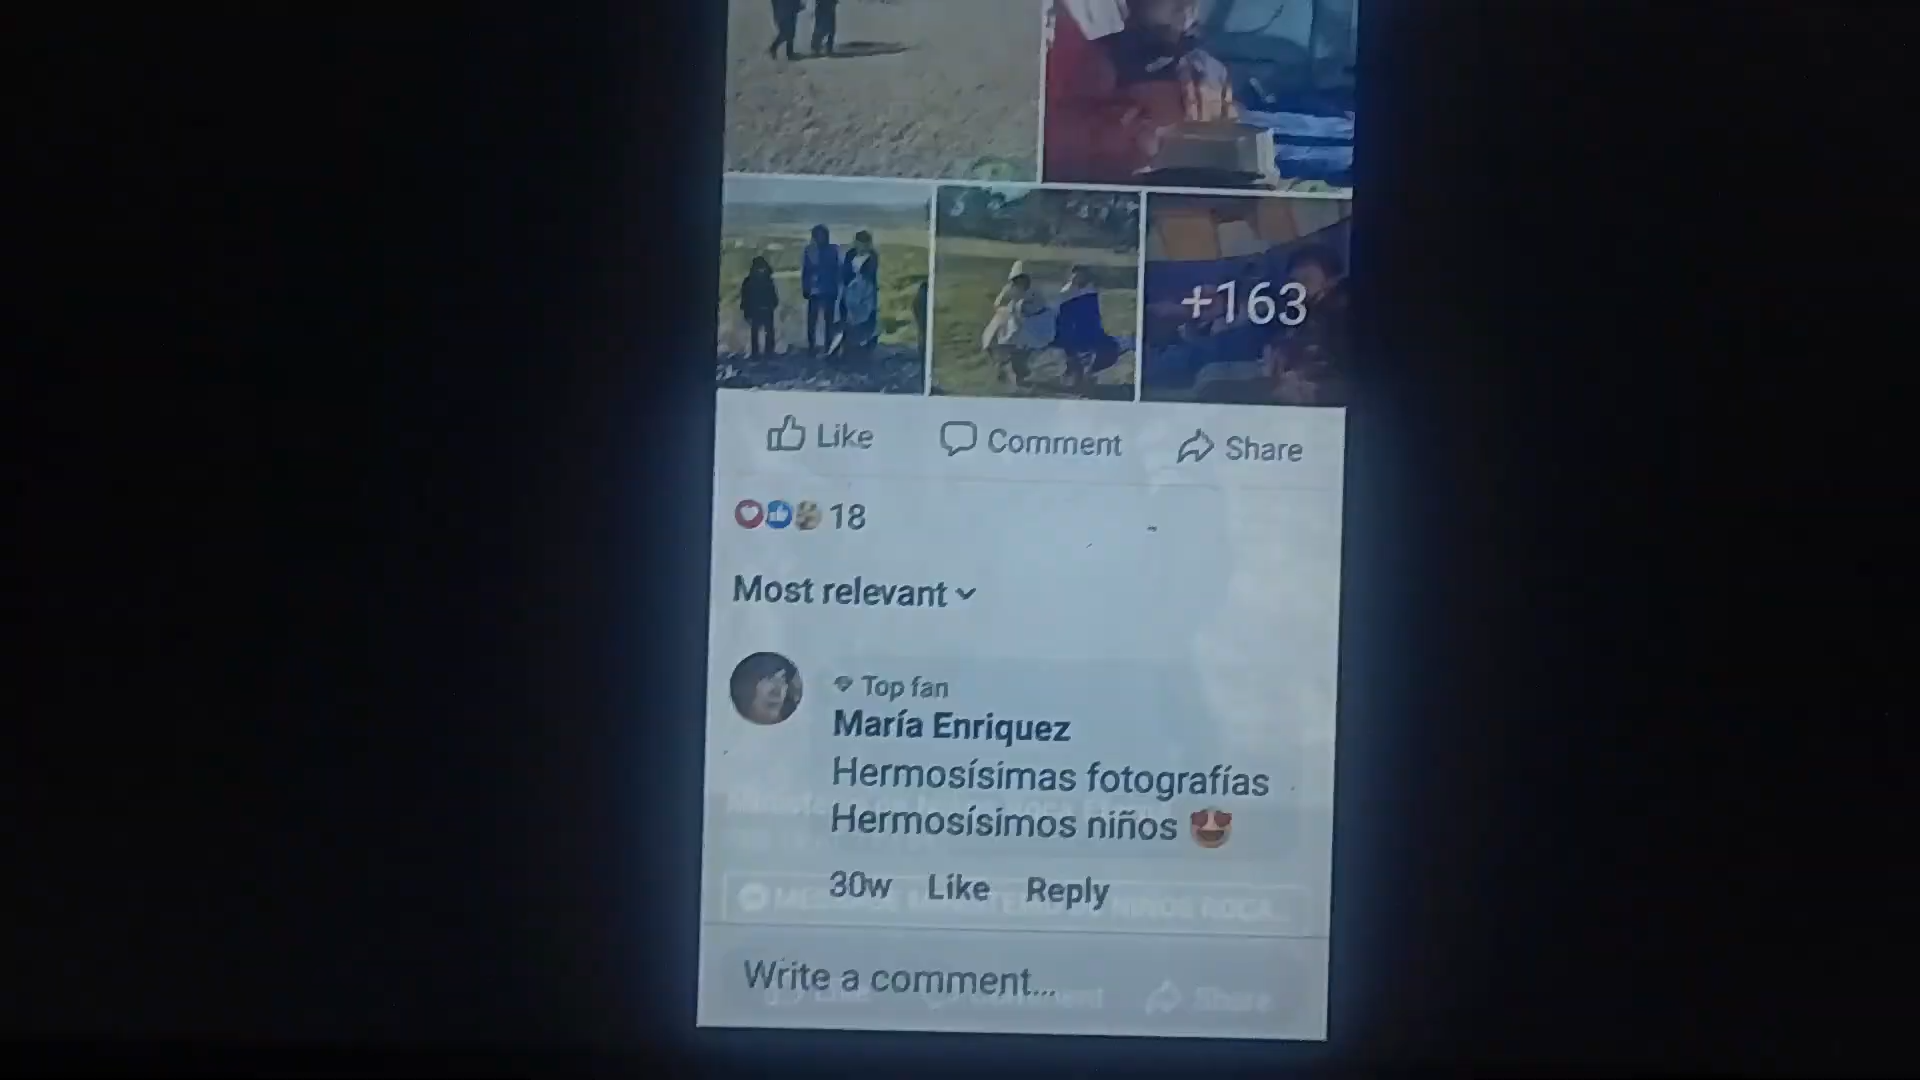 +163
Like Comment Share
18
Most relevant
Top fan
María Enriquez
Hermosísimas fotografías
Hermosísimos niños
30w Like Reply
Write a comment...
Share